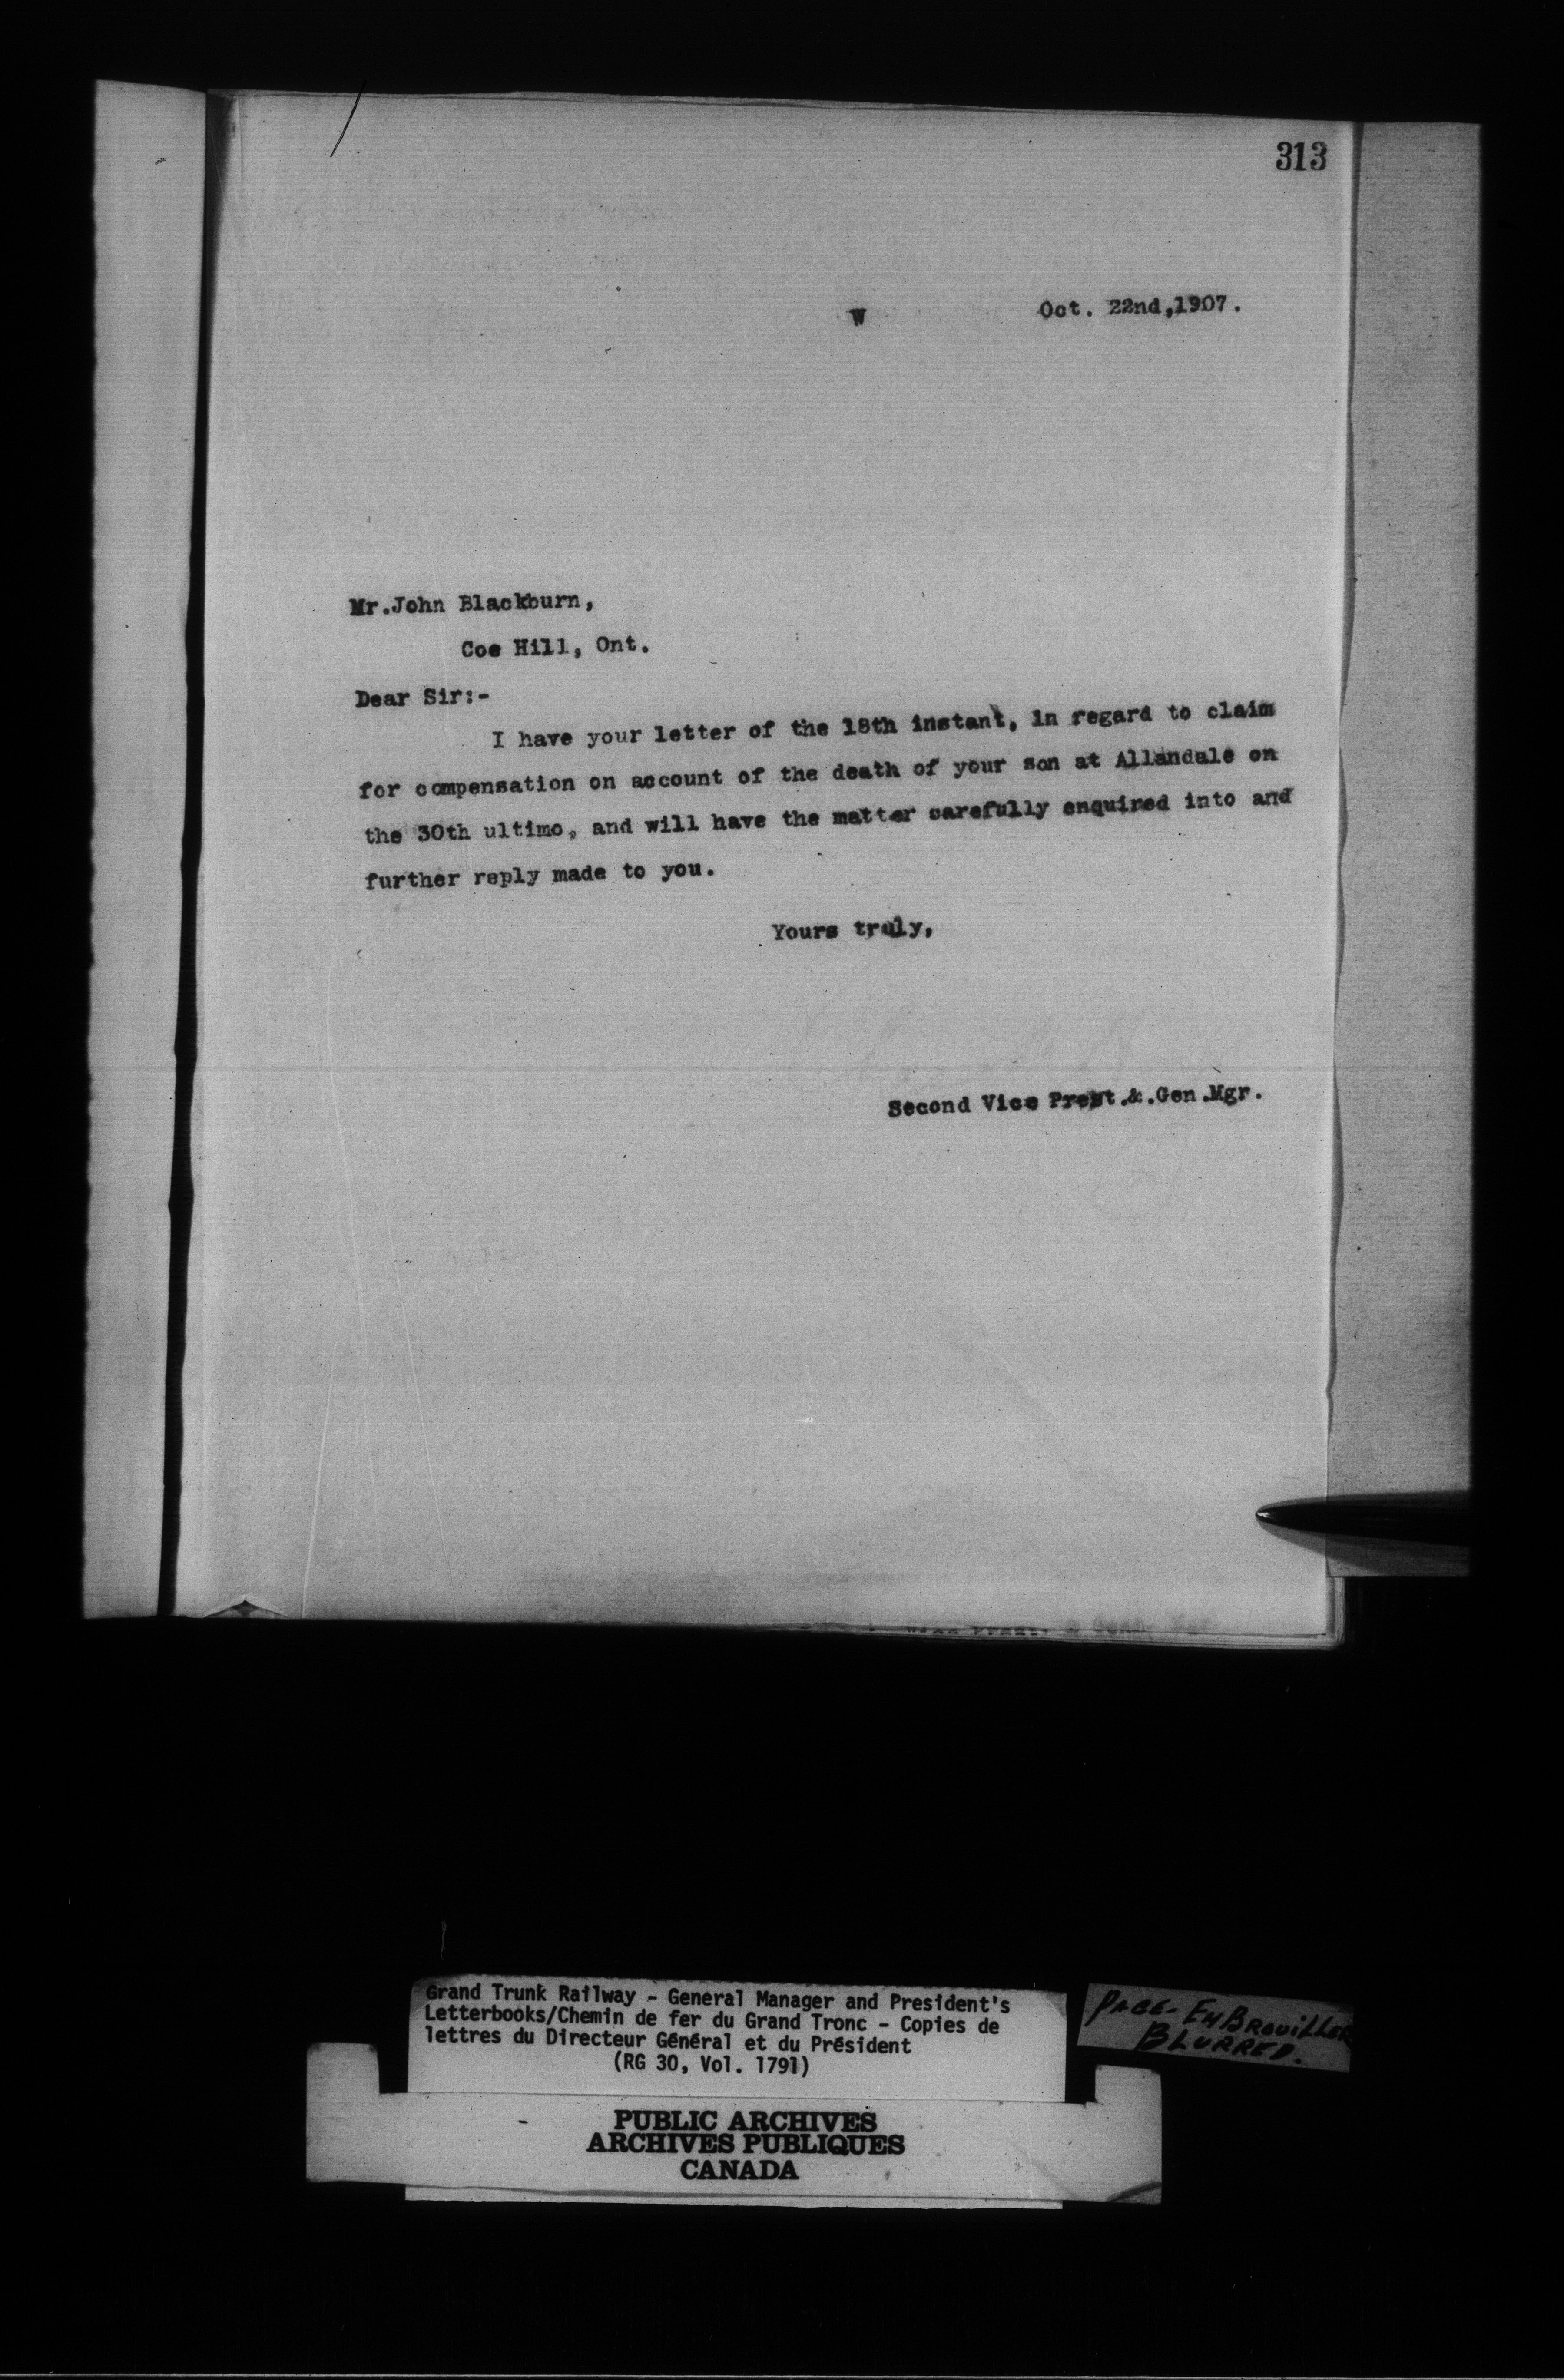 313
W Oct. 22nd,1907.
Mr.John Blackburn,
Coe Hill, Ont.
Dear Sir:-
I have your letter of the 18th instant, in regard to claim
for compensation on account of the death of your son at Allandale on
the 30th ultimo, and will have the matter carefully enquired into and
further reply made to you.
Yours truly,
Second Vice Prest.&.Gen.Mgr.
Grand Trunk Railway - General Manager and President's
Letterbooks/Chemin de fer du Grand Tronc - Copies de
lettres du Directeur Général et du Président
(RG 30, Vol. 1791)
PAGE- EMBROUILLER
BLURRED.
PUBLIC ARCHIVES
ARCHIVES PUBLIQUES
CANADA